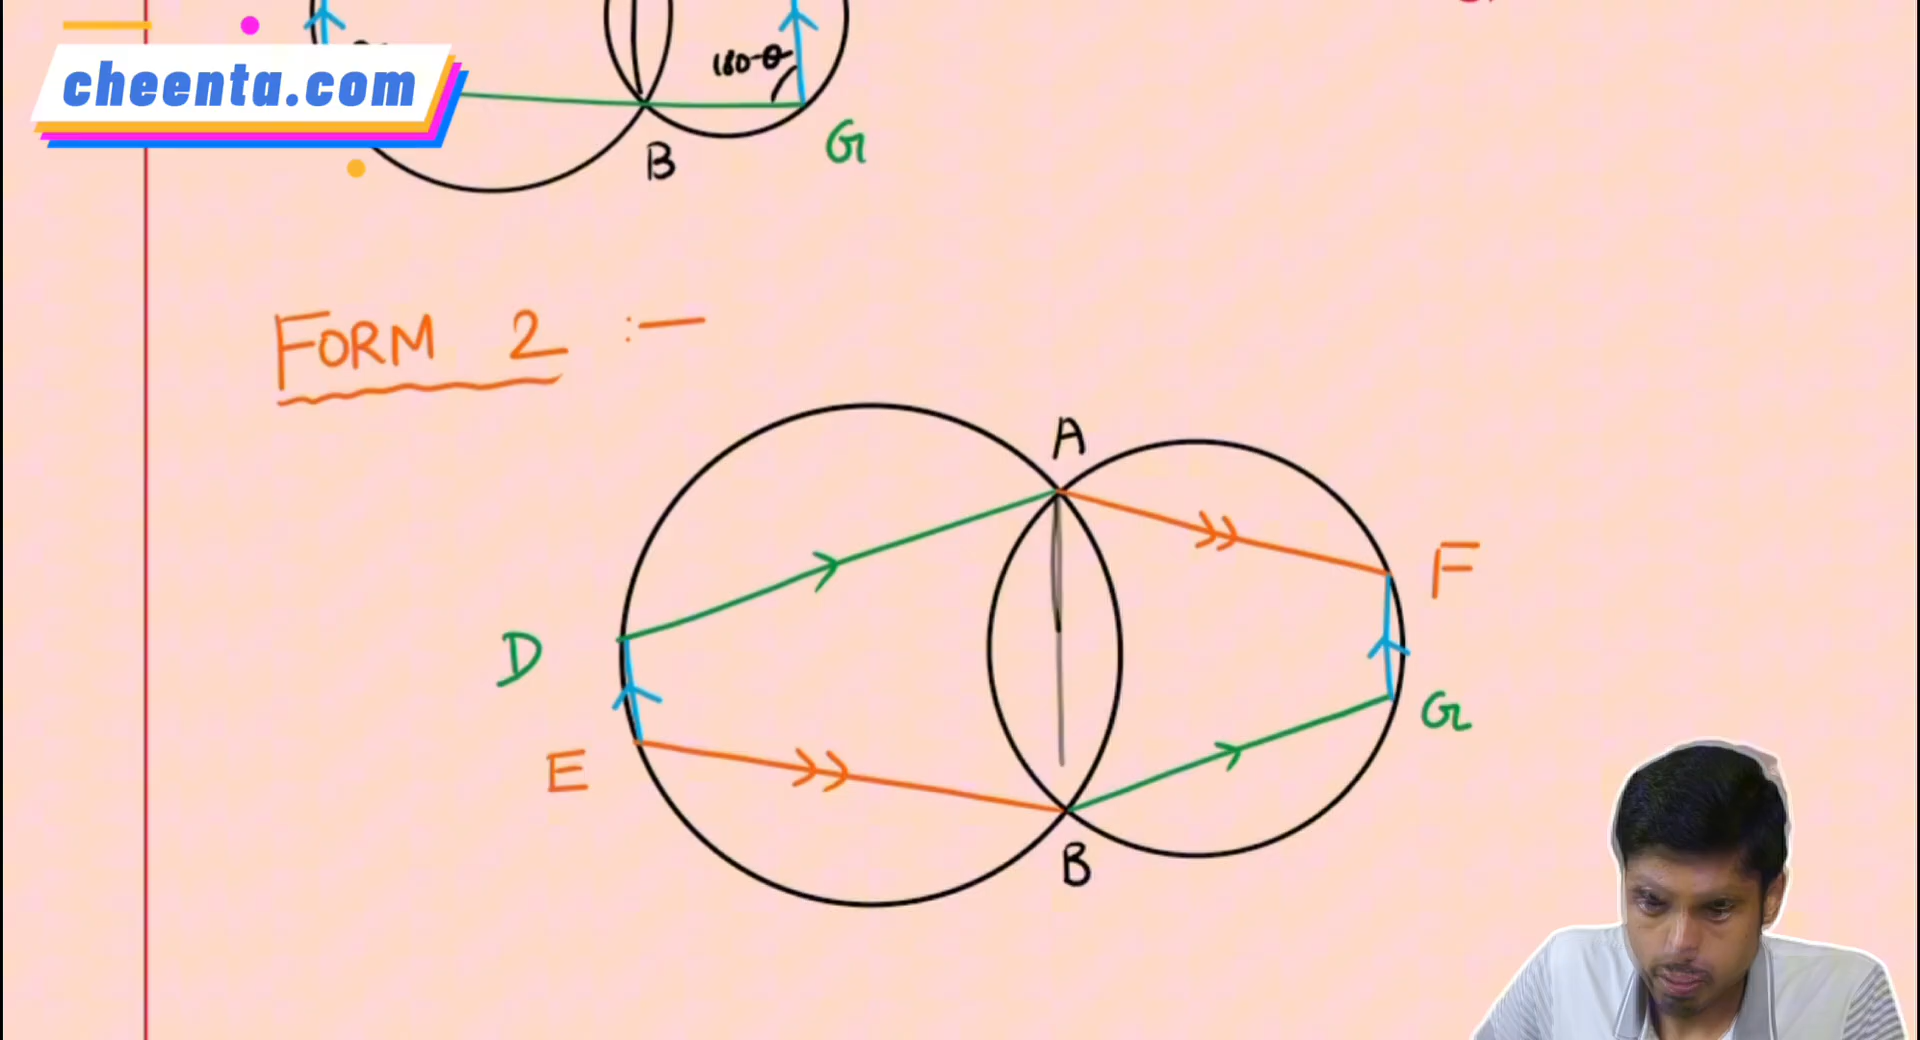 cheenta.com
180-θ
B
G
FORM 2 :-
A
F
D
G
E
B